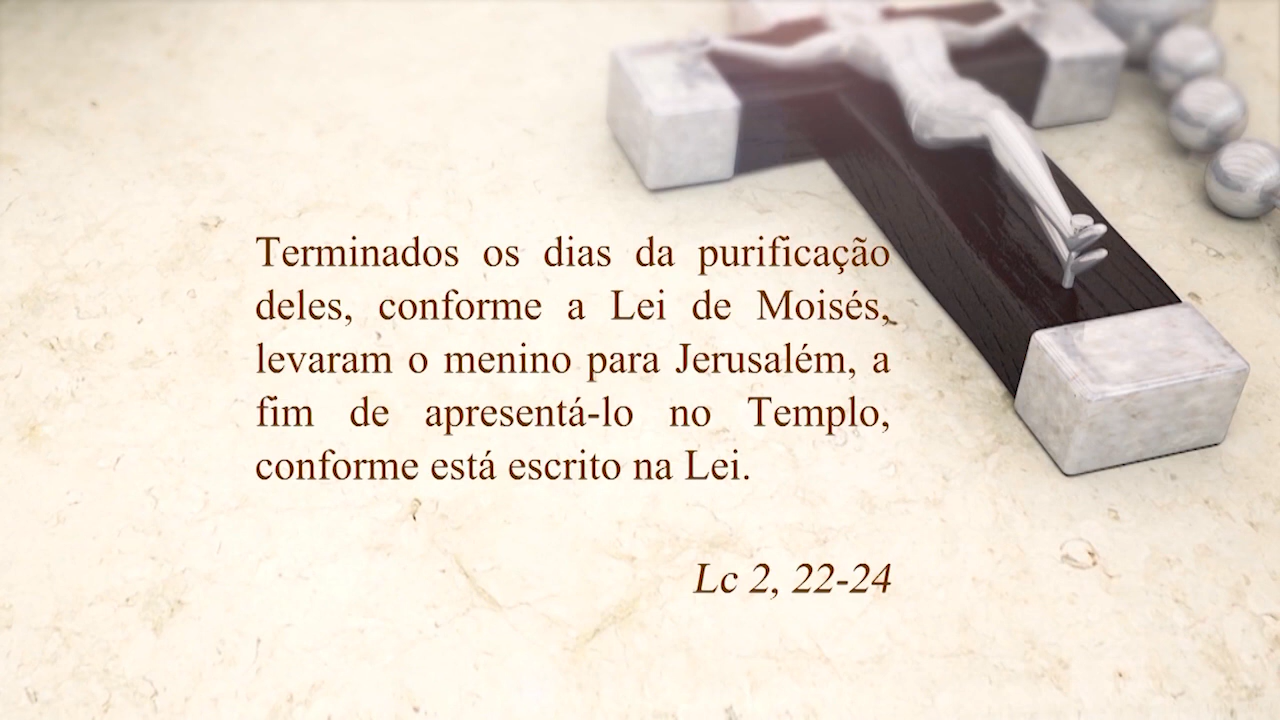 Terminados os dias da purificação
deles, conforme a Lei de Moisés,
levaram o menino para Jerusalém, a
fim de apresentá-lo no Templo,
conforme está escrito na Lei.
Lc 2, 22-24